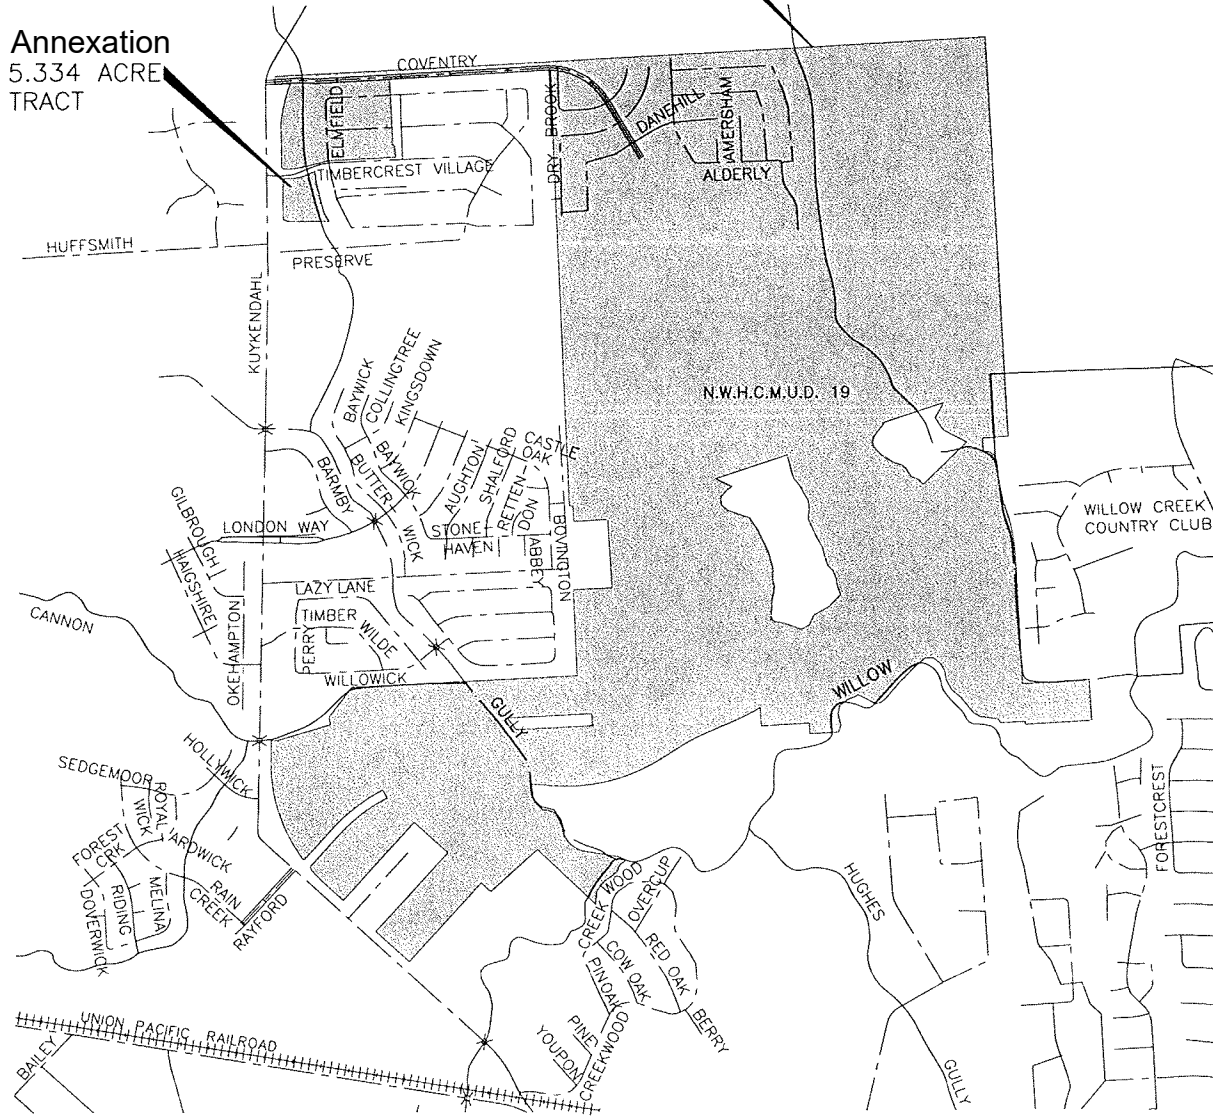 Annexation
5.334 ACRE
TRACT
COVENTRY
ELMFIELD
DRY BROOK
DANEHILL
AMERSHAM
ALDERLY
TIMBERCREST VILLAGE
HUFFSMITH
PRESERVE
KUYKENDAHL
N.W.H.C.M.U.D. 19
BAYWICK
COLLINGTREE
KINGSDOWN
BAYWICK
BUTTER
WICK
BARMBY
AUGHTON
SHALFORD
RETTEN-
DON
CASTLE
OAK
STONE-
HAVEN
ABBEY
BOVINGTON
GILBROUGH
HAIGSHIRE
LONDON WAY
WILLOW CREEK
COUNTRY CLUB
LAZY LANE
TIMBER
WILDE
PERRY
WILLOWICK
OKEHAMPTON
CANNON
GULLY
WILLOW
HOLLYWICK
SEDGEMOOR
ROYAL
WICK
ARDWICK
FOREST
CRK
RIDING
MELINA
DOVERWICK
RAIN
CREEK
RAYFORD
CREEK WOOD
OVERCUP
RED OAK
COW OAK
PINOAK
BERRY
PINE
YOUPON
CREEKWOOD
HUGHES
GULLY
FORESTCREST
UNION PACIFIC RAILROAD
BAILEY